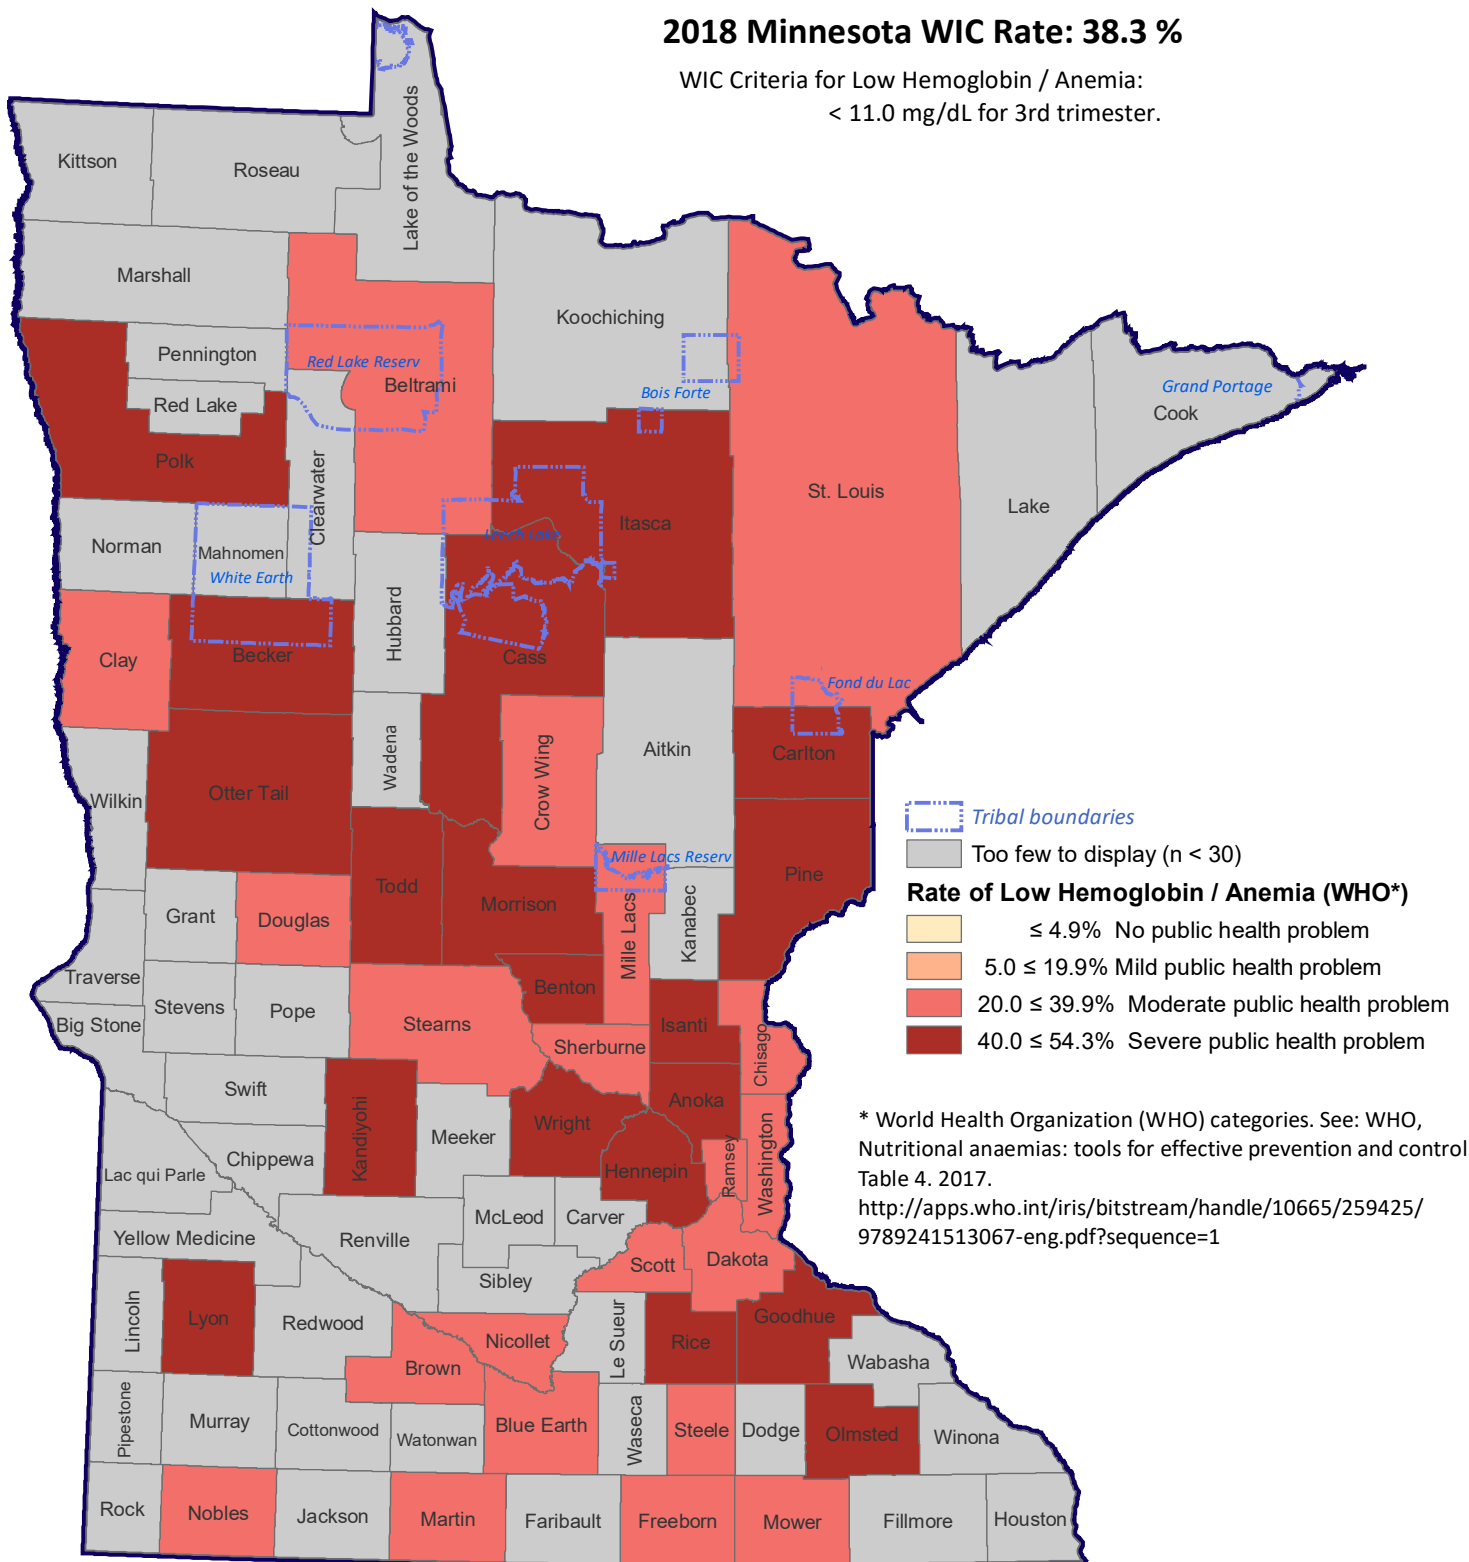 2018 Minnesota WIC Rate: 38.3 %
WIC Criteria for Low Hemoglobin / Anemia:
< 11.0 mg/dL for 3rd trimester.
Kittson
Roseau
Lake of the Woods
Marshall
Koochiching
Pennington
Red Lake Reserv
Beltrami
Red Lake
Bois Forte
Grand Portage
Cook
Polk
Clearwater
St. Louis
Lake
Itasca
Leech Lake
Norman
Mahnomen
White Earth
Hubbard
Clay
Becker
Cass
Fond du Lac
Wadena
Crow Wing
Aitkin
Carlton
Wilkin
Otter Tail
Tribal boundaries
Mille Lacs Reserv
Too few to display (n < 30)
Todd
Pine
Rate of Low Hemoglobin / Anemia (WHO*)
Morrison
Grant
Douglas
Mille Lacs
Kanabec
≤ 4.9% No public health problem
5.0 ≤ 19.9% Mild public health problem
Traverse
Benton
20.0 ≤ 39.9% Moderate public health problem
Stevens
Pope
Big Stone
Stearns
Isanti
40.0 ≤ 54.3% Severe public health problem
Sherburne
Chisago
Swift
Anoka
Kandiyohi
Wright
Meeker
* World Health Organization (WHO) categories. See: WHO,
Nutritional anaemias: tools for effective prevention and control
Table 4. 2017.
http://apps.who.int/iris/bitstream/handle/10665/259425/
9789241513067-eng.pdf?sequence=1
Chippewa
Lac qui Parle
Hennepin
Ramsey
Washington
McLeod
Carver
Yellow Medicine
Renville
Scott
Dakota
Sibley
Lincoln
Lyon
Redwood
Goodhue
Le Sueur
Nicollet
Rice
Brown
Wabasha
Pipestone
Murray
Cottonwood
Watonwan
Blue Earth
Waseca
Steele
Dodge
Olmsted
Winona
Rock
Nobles
Jackson
Martin
Faribault
Freeborn
Mower
Fillmore
Houston